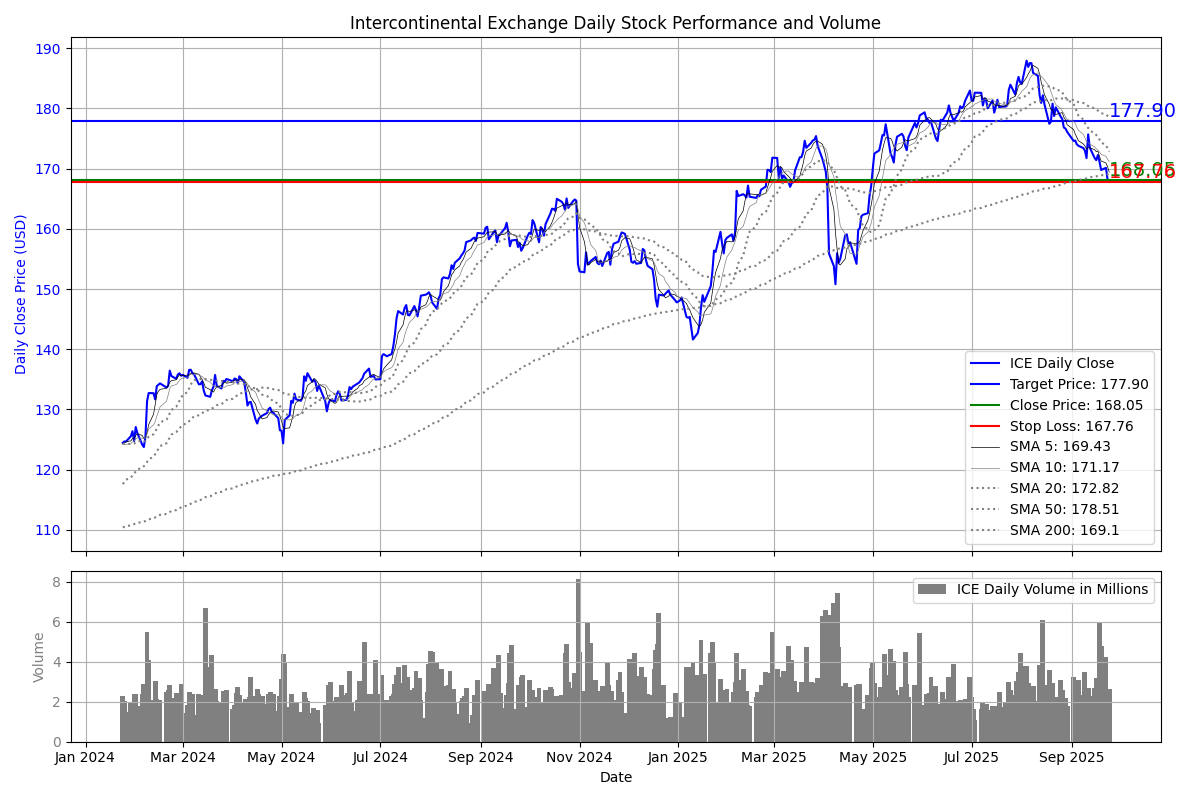 Intercontinental Exchange Daily Stock Performance and Volume
Daily Close Price (USD)
190
180
170
160
150
140
130
120
110
177.90
168.05
167.76
ICE Daily Close
Target Price: 177.90
Close Price: 168.05
Stop Loss: 167.76
SMA 5: 169.43
SMA 10: 171.17
SMA 20: 172.82
SMA 50: 178.51
SMA 200: 169.1
Volume
8
6
4
2
0
ICE Daily Volume in Millions
Jan 2024
Mar 2024
May 2024
Jul 2024
Sep 2024
Nov 2024
Jan 2025
Mar 2025
May 2025
Jul 2025
Sep 2025
Date